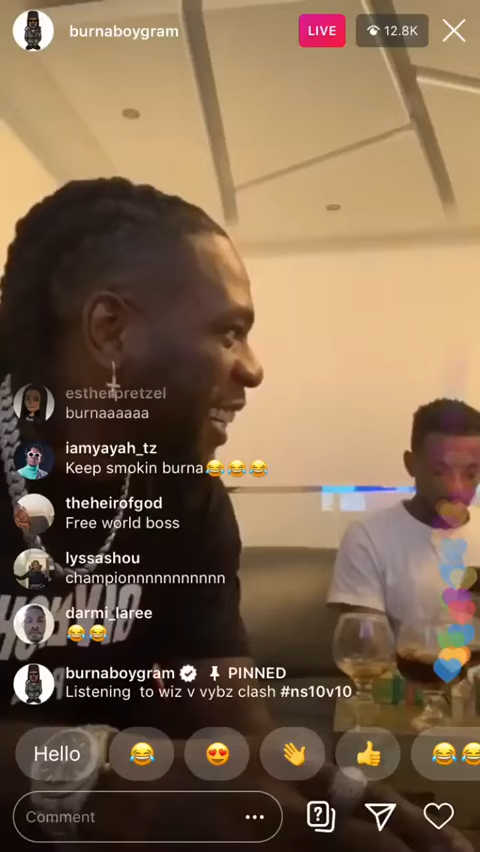 burnaboygram
LIVE
12.8K
estherpretzel
burnaaaaaa
iamyayah_tz
Keep smokin burna😂😂😂
theheirofgod
Free world boss
lyssashou
championnnnnnnnnnn
darmi_laree
😂😂
burnaboygram PINNED
Listening to wiz v vybz clash #ns10v10
Hello 😂 😍 👋 👍 😂😂
Comment